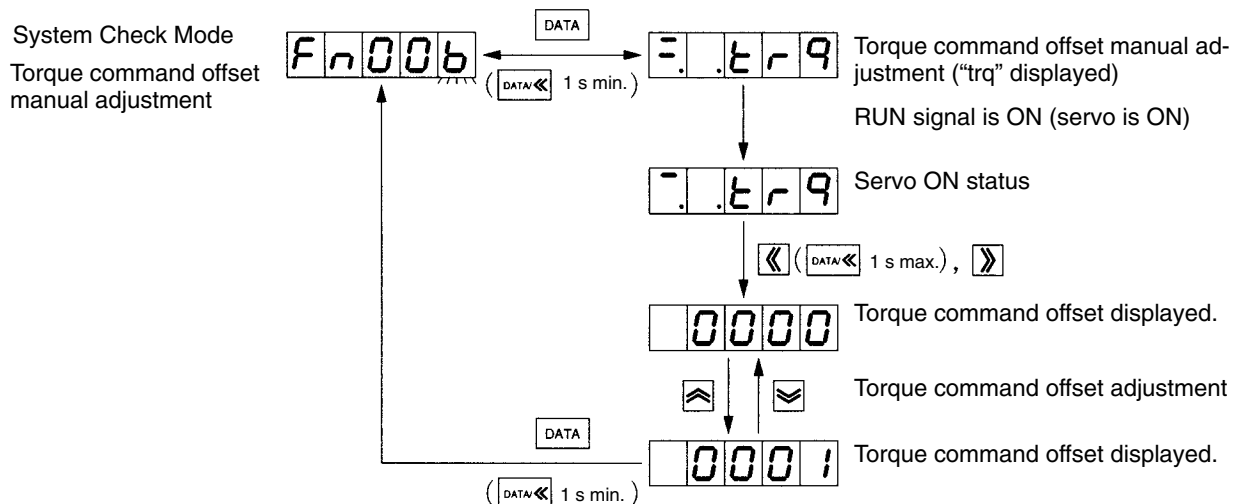 System Check Mode
Torque command offset
manual adjustment
Fn00b
DATA
( DATA/≪ 1 s min. )
.  .trq
Torque command offset manual ad-
justment (“trq” displayed)
RUN signal is ON (servo is ON)
.  .trq
Servo ON status
≪ ( DATA/≪ 1 s max.) , ≫
0000
Torque command offset displayed.
Torque command offset adjustment
0001
Torque command offset displayed.
DATA
( DATA/≪ 1 s min. )